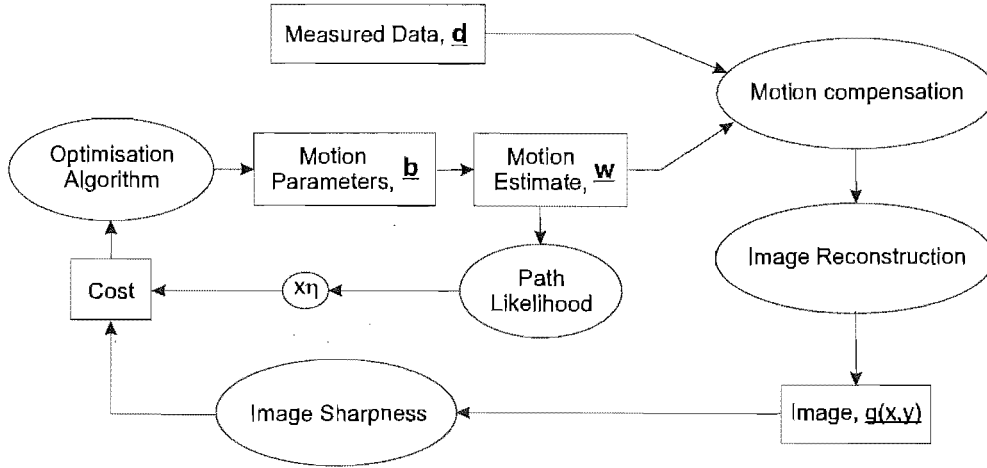 Measured Data, d
Motion compensation
Optimisation
Algorithm
Motion
Parameters, b
Motion
Estimate, w
Image Reconstruction
Cost
xη
Path
Likelihood
Image Sharpness
Image, g(x,y)